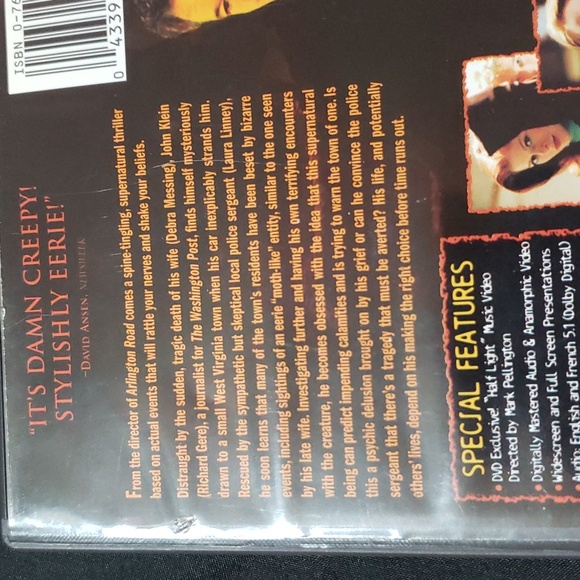 ISBN 0-76
0 4339
"IT'S DAMN CREEPY!
STYLISHLY EERIE!"
-DAVID ANSEN, NEWSWEEK
From the director of Arlington Road comes a spine-tingling, supernatural thriller
based on actual events that will rattle your nerves and shake your beliefs.
Distraught by the sudden, tragic death of his wife (Debra Messing), John Klein
(Richard Gere), a journalist for The Washington Post, finds himself mysteriously
drawn to a small West Virginia town when his car inexplicably strands him.
Rescued by the sympathetic but skeptical local police sergeant (Laura Linney),
he soon learns that many of the town's residents have been beset by bizarre
events, including sightings of an eerie "moth-like" entity, similar to the one seen
by his late wife. Investigating further and having his own terrifying encounters
with the creature, he becomes obsessed with the idea that this supernatural
being can predict impending calamities and is trying to warn the town of one. Is
this a psychic delusion brought on by his grief or can he convince the police
sergeant that there's a tragedy that must be averted? His life, and potentially
others' lives, depend on his making the right choice before time runs out.
SPECIAL FEATURES
• DVD Exclusive! "Half Light" Music Video
Directed by Mark Pellington
• Digitally Mastered Audio & Anamorphic Video
• Widescreen and Full Screen Presentations
• Audio: English and French 5.1 (Dolby Digital)